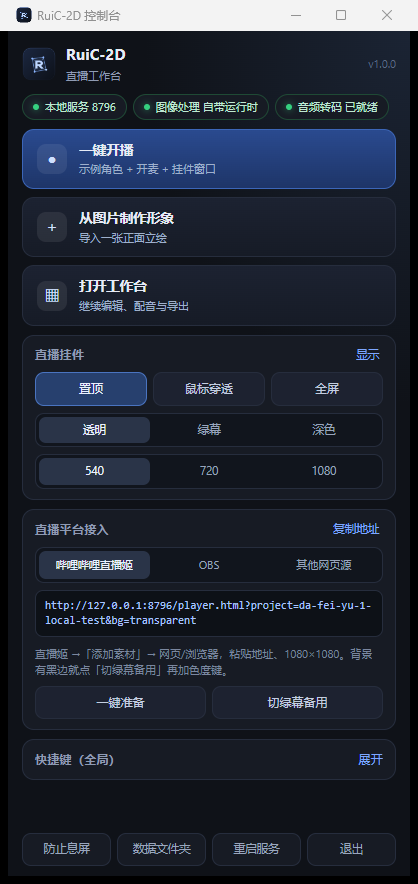 RuiC-2D 控制台
R
RuiC-2D
直播工作台
v1.0.0
本地服务 8796
图像处理 自带运行时
音频转码 已就绪
一键开播
示例角色 + 开麦 + 挂件窗口
+
从图片制作形象
导入一张正面立绘
打开工作台
继续编辑、配音与导出
直播挂件
显示
置顶
鼠标穿透
全屏
透明
绿幕
深色
540
720
1080
直播平台接入
复制地址
哔哩哔哩直播姬
OBS
其他网页源
http://127.0.0.1:8796/player.html?project=da-fei-yu-1-
local-test&bg=transparent
直播姬 →「添加素材」→ 网页/浏览器，粘贴地址、1080×1080。背景
有黑边就点「切绿幕备用」再加色度键。
一键准备
切绿幕备用
快捷键（全局）
展开
防止息屏
数据文件夹
重启服务
退出